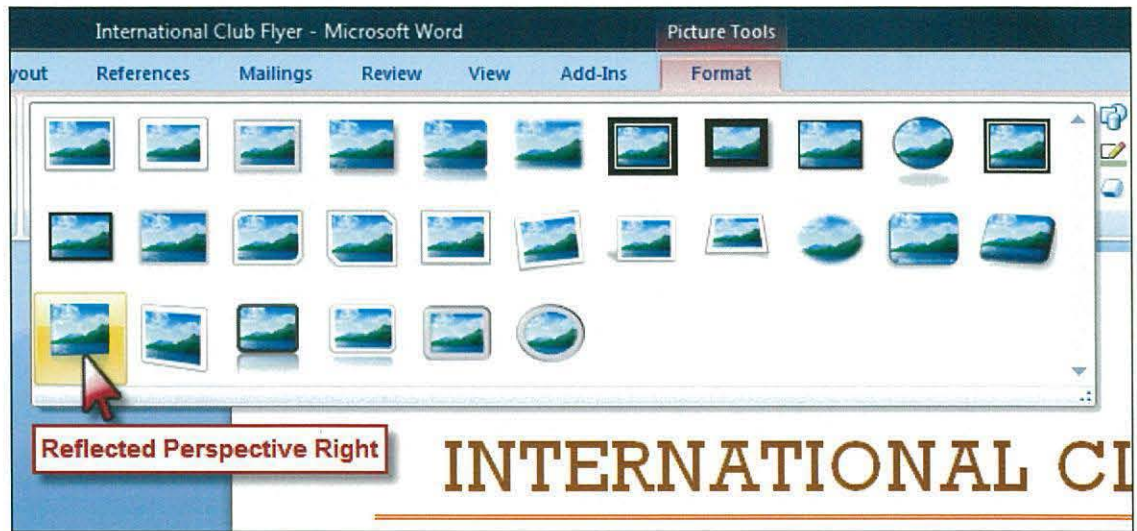 International Club Flyer - Microsoft Word Picture Tools
yout References Mailings Review View Add-Ins Format
Reflected Perspective Right
INTERNATIONAL CL